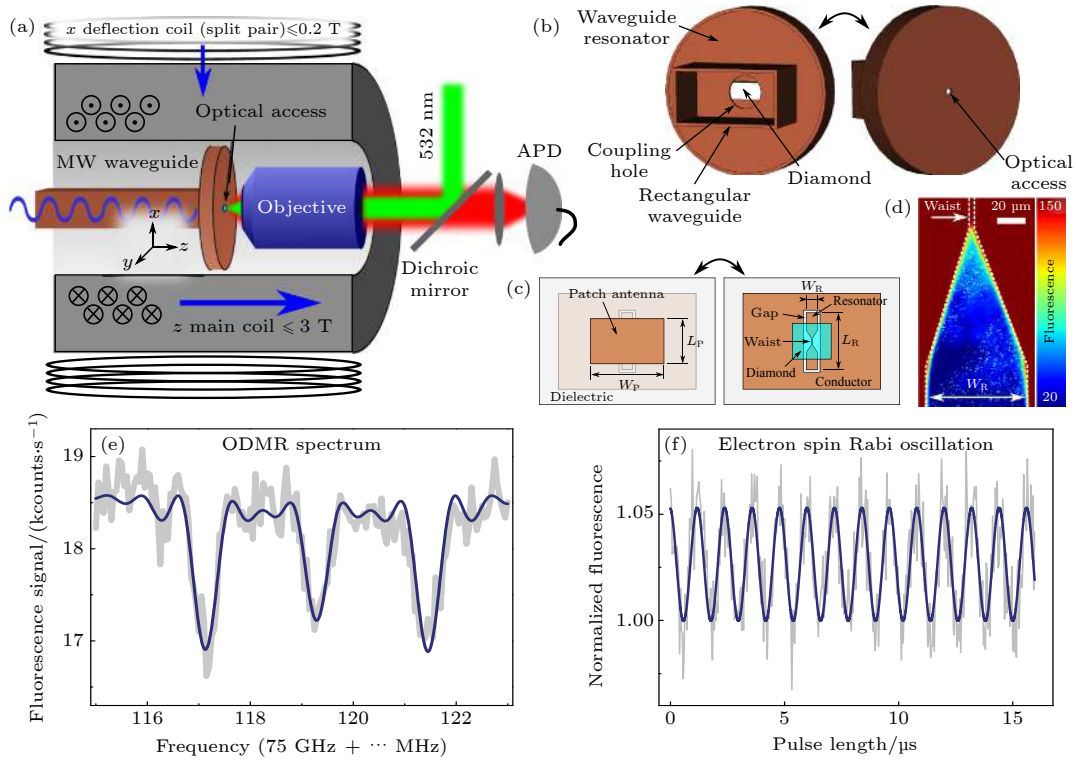 (a)
x deflection coil (split pair)⩽0.2 T
Optical access
MW waveguide
532 nm
APD
Objective
x
z
y
Dichroic
mirror
z main coil ⩽ 3 T
(b)
Waveguide
resonator
Coupling
hole
Rectangular
waveguide
Diamond
Optical
access
(c)
Patch antenna
L_P
W_P
Dielectric
W_R
Gap
Resonator
Waist
L_R
Diamond
Conductor
(d)
Waist
20 µm
150
Fluorescence
W_R
20
(e)
ODMR spectrum
Fluorescence signal/(kcounts·s⁻¹)
19
18
17
116
118
120
122
Frequency (75 GHz + ··· MHz)
(f)
Electron spin Rabi oscillation
Normalized fluorescence
1.05
1.00
0
5
10
15
Pulse length/µs